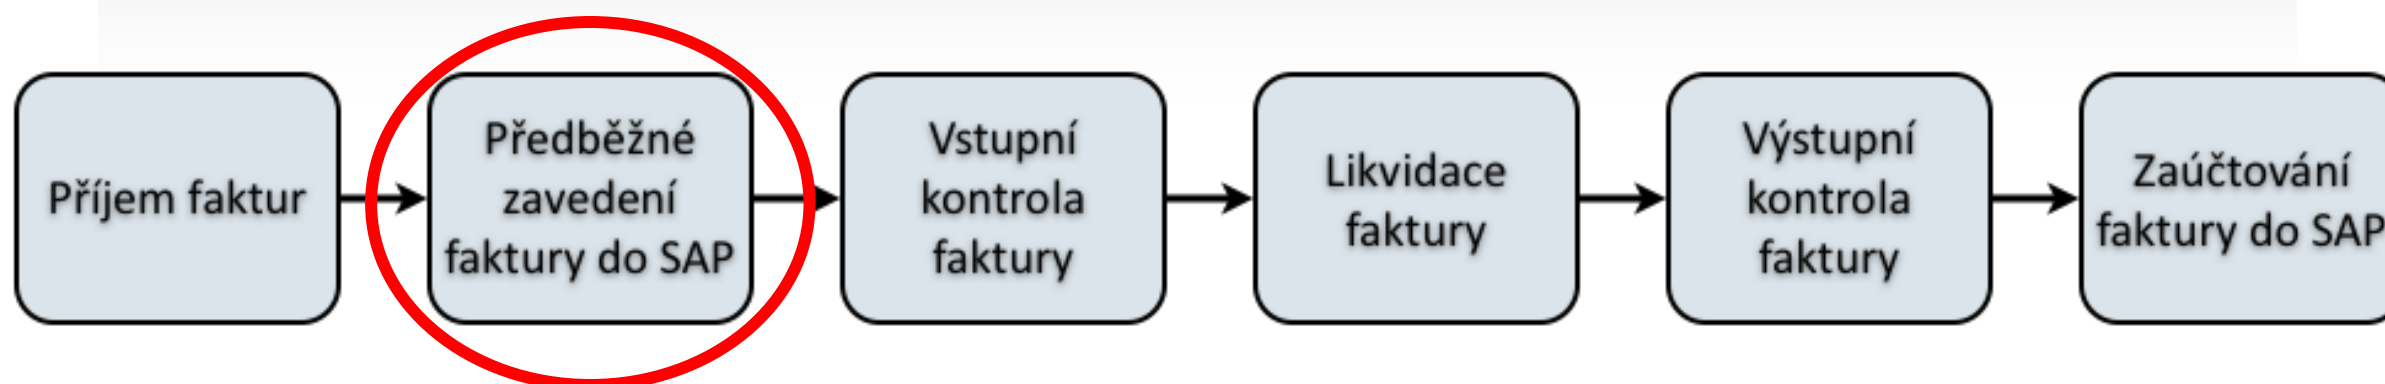 Příjem faktur
Předběžné
zavedení
faktury do SAP
Vstupní
kontrola
faktury
Likvidace
faktury
Výstupní
kontrola
faktury
Zaúčtování
faktury do SAP